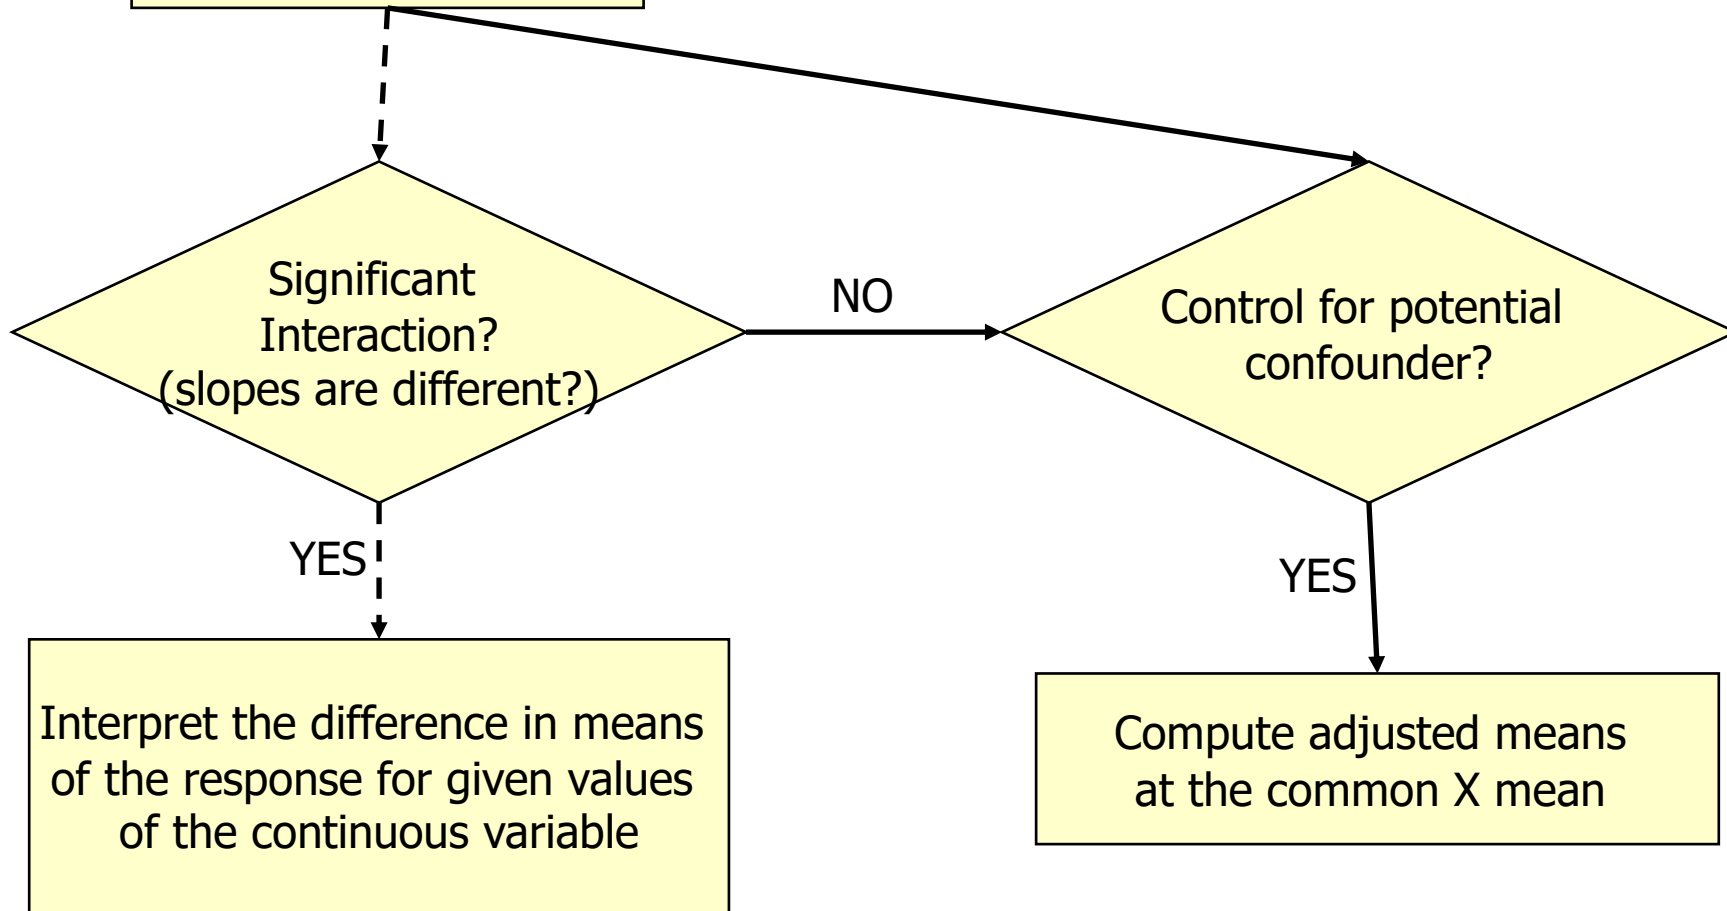 Significant
Interaction?
(slopes are different?)
NO
Control for potential
confounder?
YES
YES
Interpret the difference in means
of the response for given values
of the continuous variable
Compute adjusted means
at the common X mean